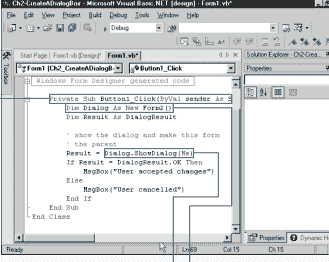 Ch2-CreateADialogBox - Microsoft Visual Basic .NET [design] - Form1.vb*
File Edit View Project Build Debug Tools Window Help
Debug
Start Page Form1.vb [Design]* Form1.vb*
Solution Explorer - Ch2-Crea...
Form1 (Ch2_CreateADialogB Button1_Click
Properties
Toolbox
Windows Form Designer generated code
Private Sub Button1_Click(ByVal sender As S
Dim Dialog As New Form2()
Dim Result As DialogResult
' show the dialog and make this form
' the parent
Result = Dialog.ShowDialog(Me)
If Result = DialogResult.OK Then
MsgBox("User accepted changes")
Else
MsgBox("User cancelled")
End If
End Sub
End Class
Properties Dynamic H
Ready Ln 69 Col 15 Ch 15